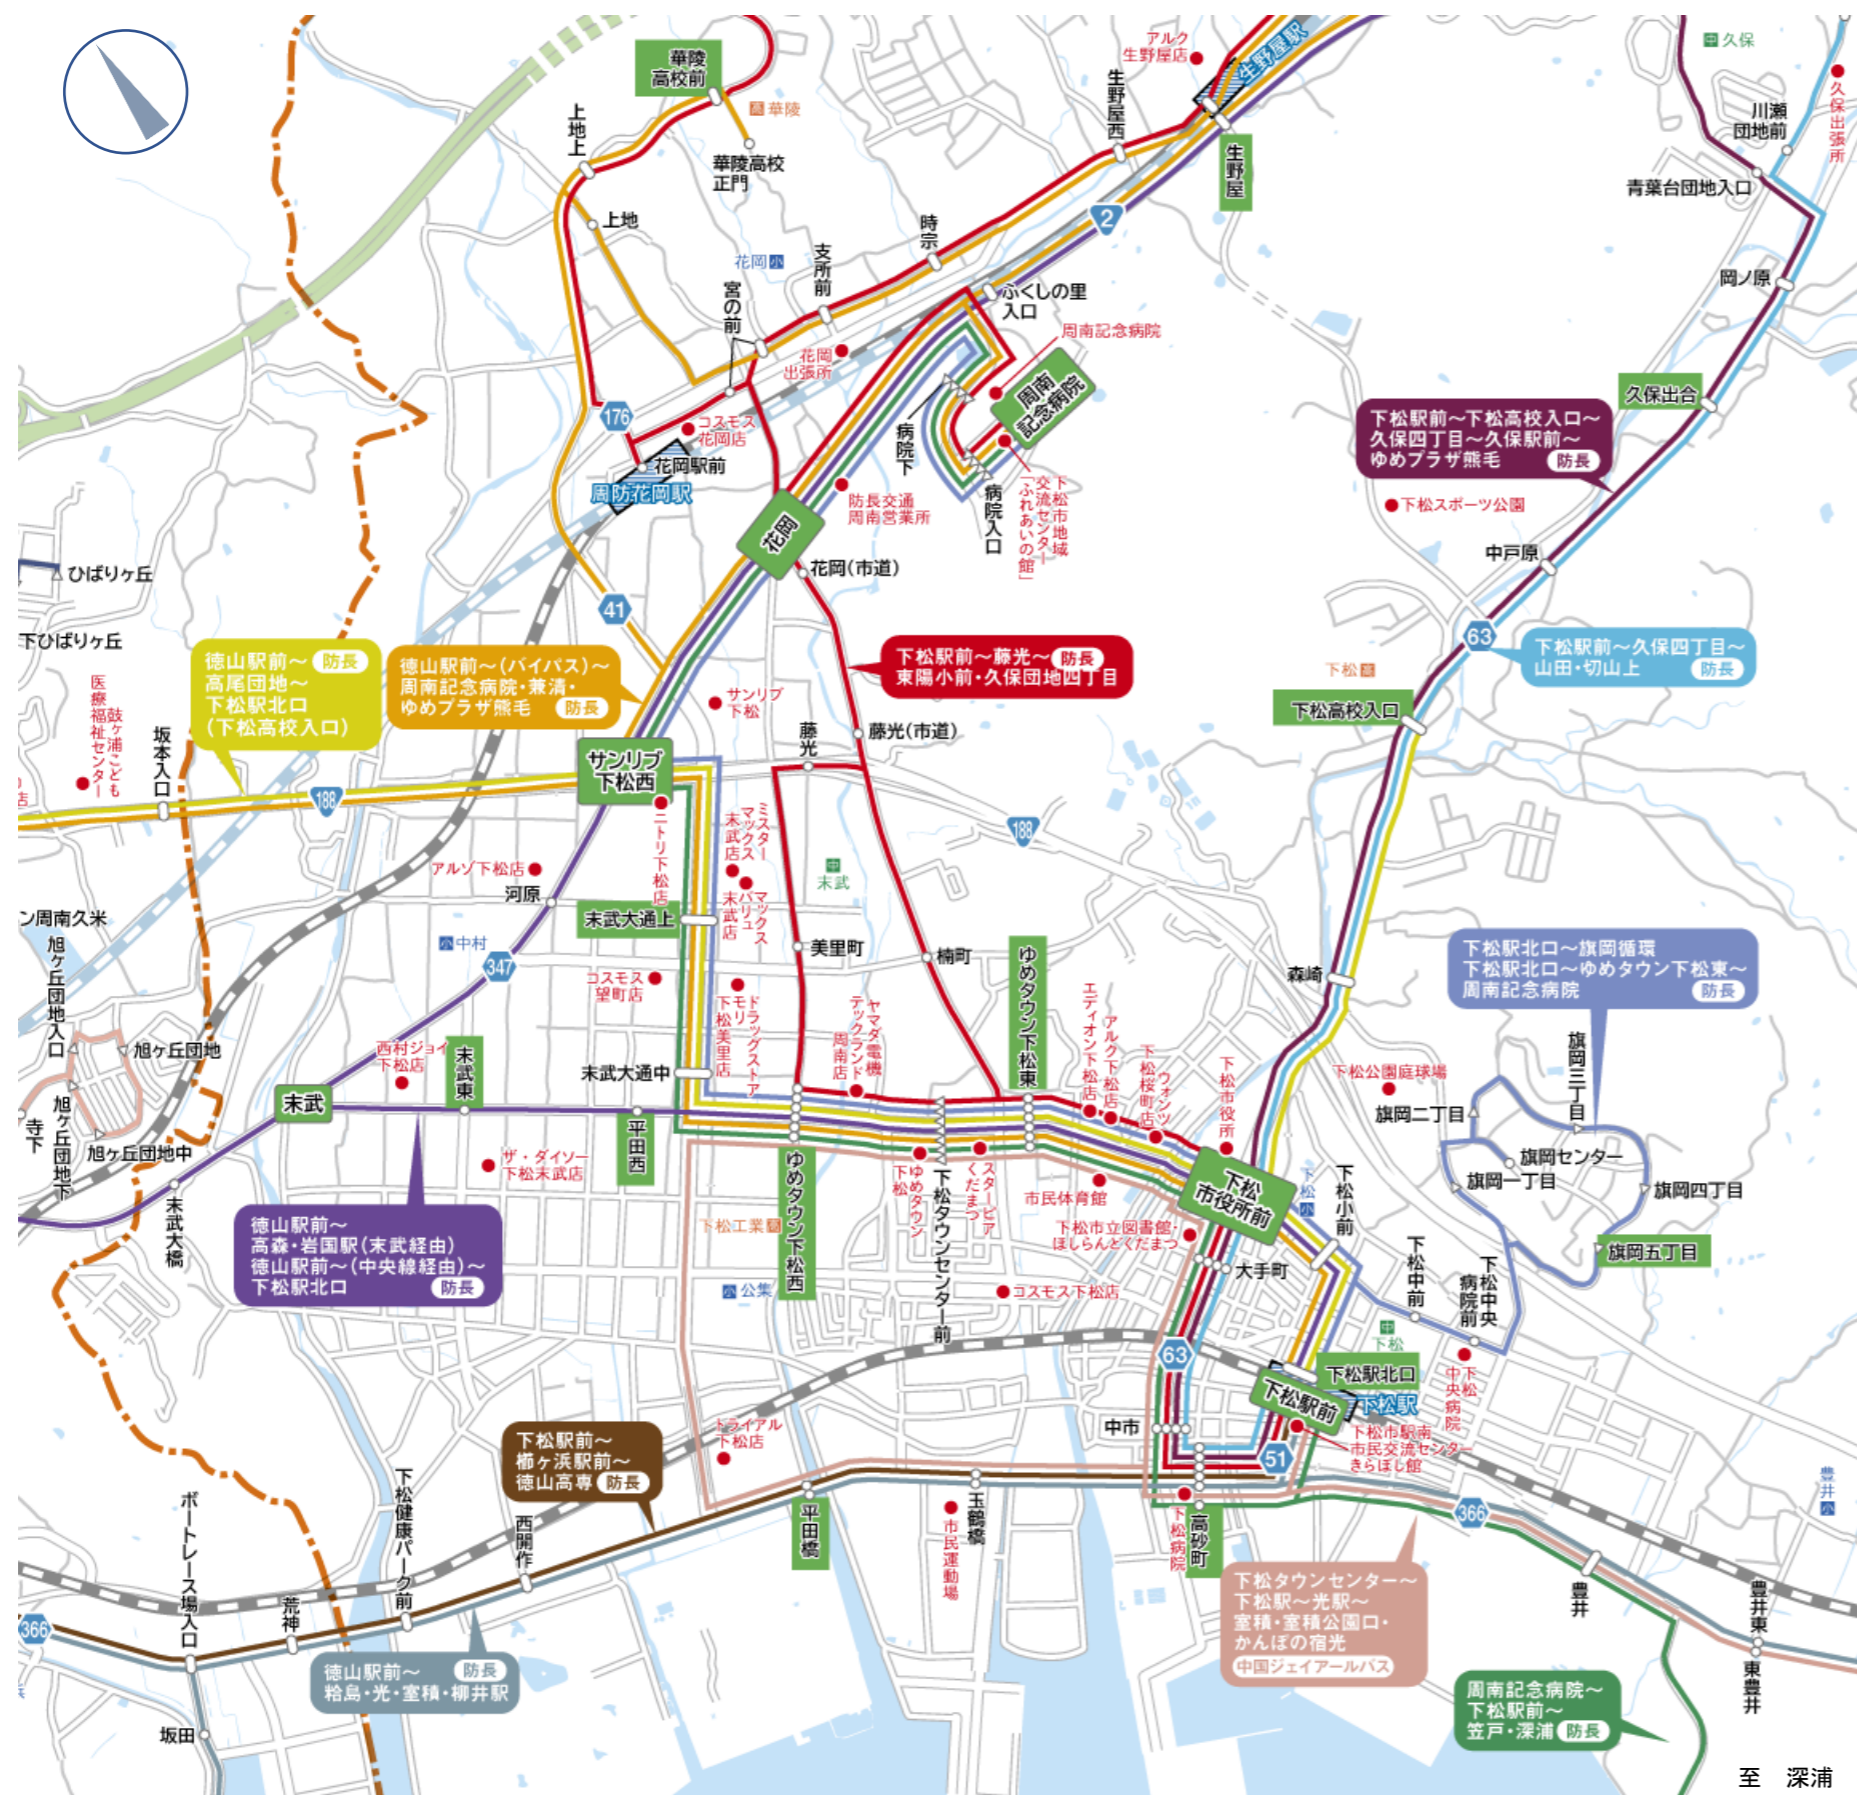 華陵
高校前
高 華陵
華陵高校
正門
上地上
上地
アルク
生野屋店
生野屋駅
生野屋西
生野屋
2
中 久保
久保出張所
川瀬
団地前
青葉台団地入口
岡ノ原
久保出合
時宗
支所前
花岡 小
宮の前
ふくしの里
入口
周南記念病院
周南
記念病院
花岡
出張所
176
コスモス
花岡店
花岡駅前
周防花岡駅
病院下
病院入口
下松市地域
交流センター
「ふれあいの館」
防長交通
周南営業所
花岡
花岡(市道)
41
下松駅前～下松高校入口～
久保四丁目～久保駅前～
ゆめプラザ熊毛 防長
下松スポーツ公園
中戸原
63
下松駅前～久保四丁目～
山田・切山上 防長
下松 高
下松高校入口
ひばりヶ丘
下ひばりヶ丘
徳山駅前～ 防長
高尾団地～
下松駅北口
(下松高校入口)
徳山駅前～(バイパス)～
周南記念病院・兼清・
ゆめプラザ熊毛 防長
下松駅前～藤光～ 防長
東陽小前・久保団地四丁目
鼓ヶ浦こども
医療福祉センター
坂本入口
188
サンリブ
下松
サンリブ
下松西
藤光
藤光(市道)
188
ニトリ下松店
ミスター
マックス
末武店
マックス
バリュ
末武店
中
末武
アルゾ下松店
河原
末武大通上
小 中村
347
コスモス
望町店
美里町
楠町
ゆめタウン下松東
森崎
ン周南久米
旭ヶ丘団地入口
旭ヶ丘団地
旭ヶ丘団地中
旭ヶ丘団地下
寺下
西村ジョイ
下松店
末武東
末武
末武大通中
ドラッグストア
モリ
下松美里店
ヤマダ電機
テックランド
周南店
エディオン下松店
アルク下松店
ウォンツ
下松桜町店
下松市役所
下松駅北口～旗岡循環
下松駅北口～ゆめタウン下松東～
周南記念病院 防長
下松公園庭球場
旗岡三丁目
旗岡二丁目
旗岡センター
旗岡一丁目
旗岡四丁目
旗岡五丁目
平田西
ザ・ダイソー
下松末武店
末武大橋
徳山駅前～
高森・岩国駅(末武経由)
徳山駅前～(中央線経由)～
下松駅北口 防長
下松工業 高
ゆめタウン下松西
小 公集
ゆめタウン
下松
下松タウンセンター前
スターピア
くだまつ
市民体育館
下松市立図書館・
ほしらんどくだまつ
コスモス下松店
下松
市役所前
大手町
下松 小
下松小前
下松中前
下松中央
病院前
中
下松
下松
中央病院
63
下松駅北口
下松駅前
下松駅
下松市駅南
市民交流センター
きらぼし館
中市
51
トライアル
下松店
下松駅前～
櫛ヶ浜駅前～
徳山高専 防長
平田橋
玉鶴橋
市民運動場
下松病院
高砂町
366
豊井 小
豊井
豊井東
東豊井
下松タウンセンター～
下松駅～光駅～
室積・室積公園口・
かんぽの宿光
中国ジェイアールバス
周南記念病院～
下松駅前～
笠戸・深浦 防長
至 深浦
ボートレース場入口
荒神
下松健康パーク前
西開作
366
徳山駅前～ 防長
粭島・光・室積・柳井駅
坂田